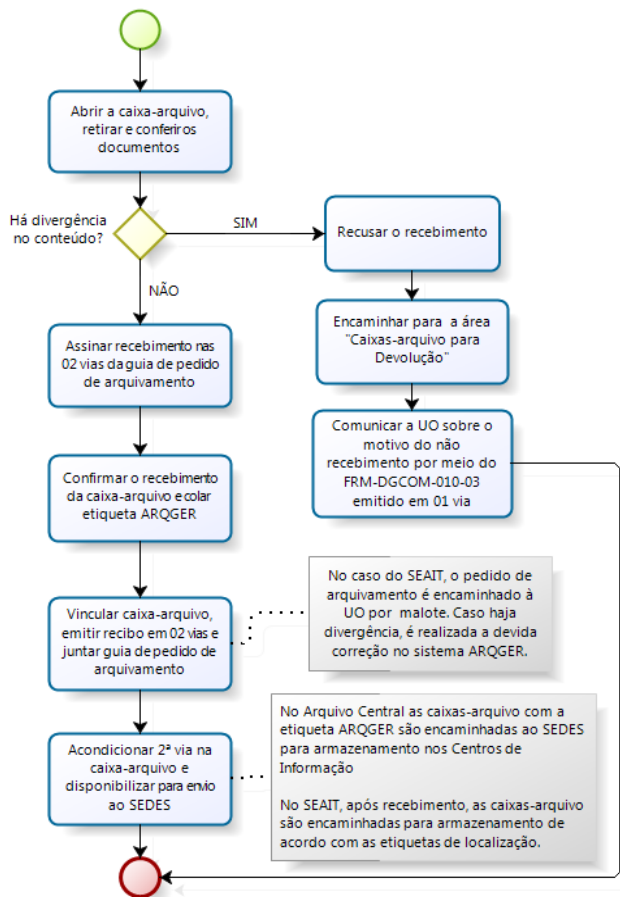 Abrir a caixa-arquivo,
retirar e conferiros
documentos
Há divergência
no conteúdo?
SIM
Recusar o recebimento
NÃO
Encaminhar para a área
"Caixas-arquivo para
Devolução"
Assinar recebimento nas
02 vias da guia de pedido
de arquivamento
Comunicar a UO sobre o
motivo do não
recebimento por meio do
FRM-DGCOM-010-03
emitido em 01 via
Confirmar o recebimento
da caixa-arquivo e colar
etiqueta ARQGER
No caso do SEAIT, o pedido de
arquivamento é encaminhado à
UO por malote. Caso haja
divergência, é realizada a devida
correção no sistema ARQGER.
Vincular caixa-arquivo,
emitir recibo em 02 vias e
juntar guia de pedido de
arquivamento
No Arquivo Central as caixas-arquivo com a
etiqueta ARQGER são encaminhadas ao SEDES
para armazenamento nos Centros de
Informação
No SEAIT, após recebimento, as caixas-arquivo
são encaminhadas para armazenamento de
acordo com as etiquetas de localização.
Acondicionar 2ª via na
caixa-arquivo e
disponibilizar para envio
ao SEDES